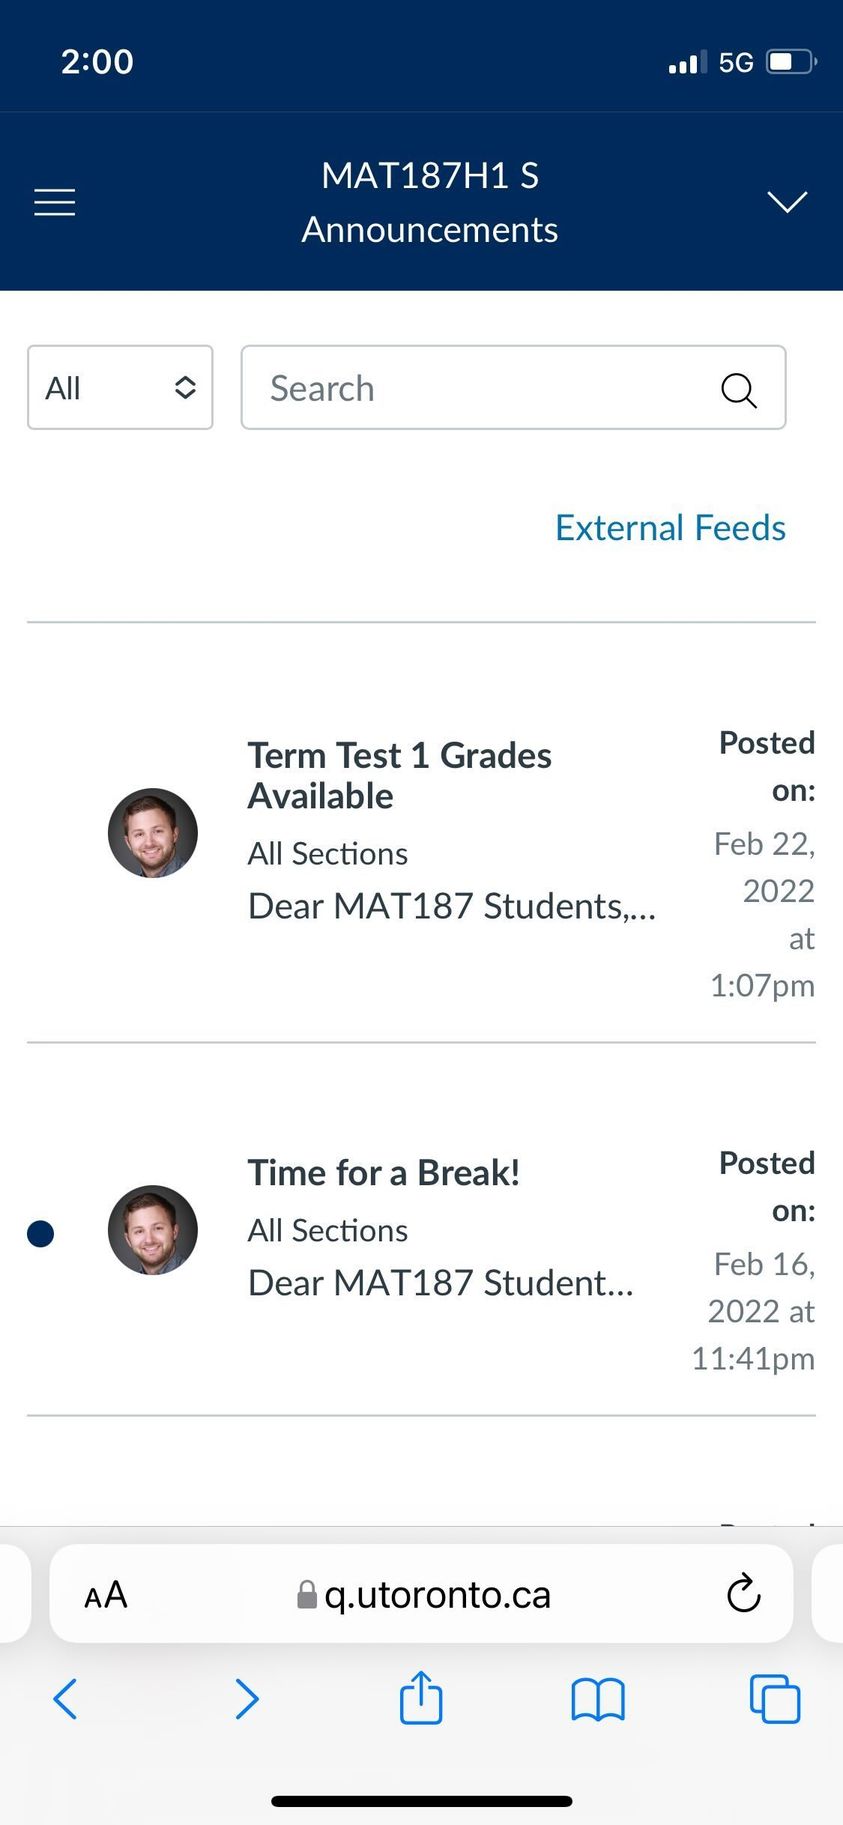 2:00
5G
MAT187H1 S
Announcements
All
Search
External Feeds
Term Test 1 Grades
Available
All Sections
Dear MAT187 Students,...
Posted
on:
Feb 22,
2022
at
1:07pm
Time for a Break!
All Sections
Dear MAT187 Student...
Posted
on:
Feb 16,
2022 at
11:41pm
AA
q.utoronto.ca